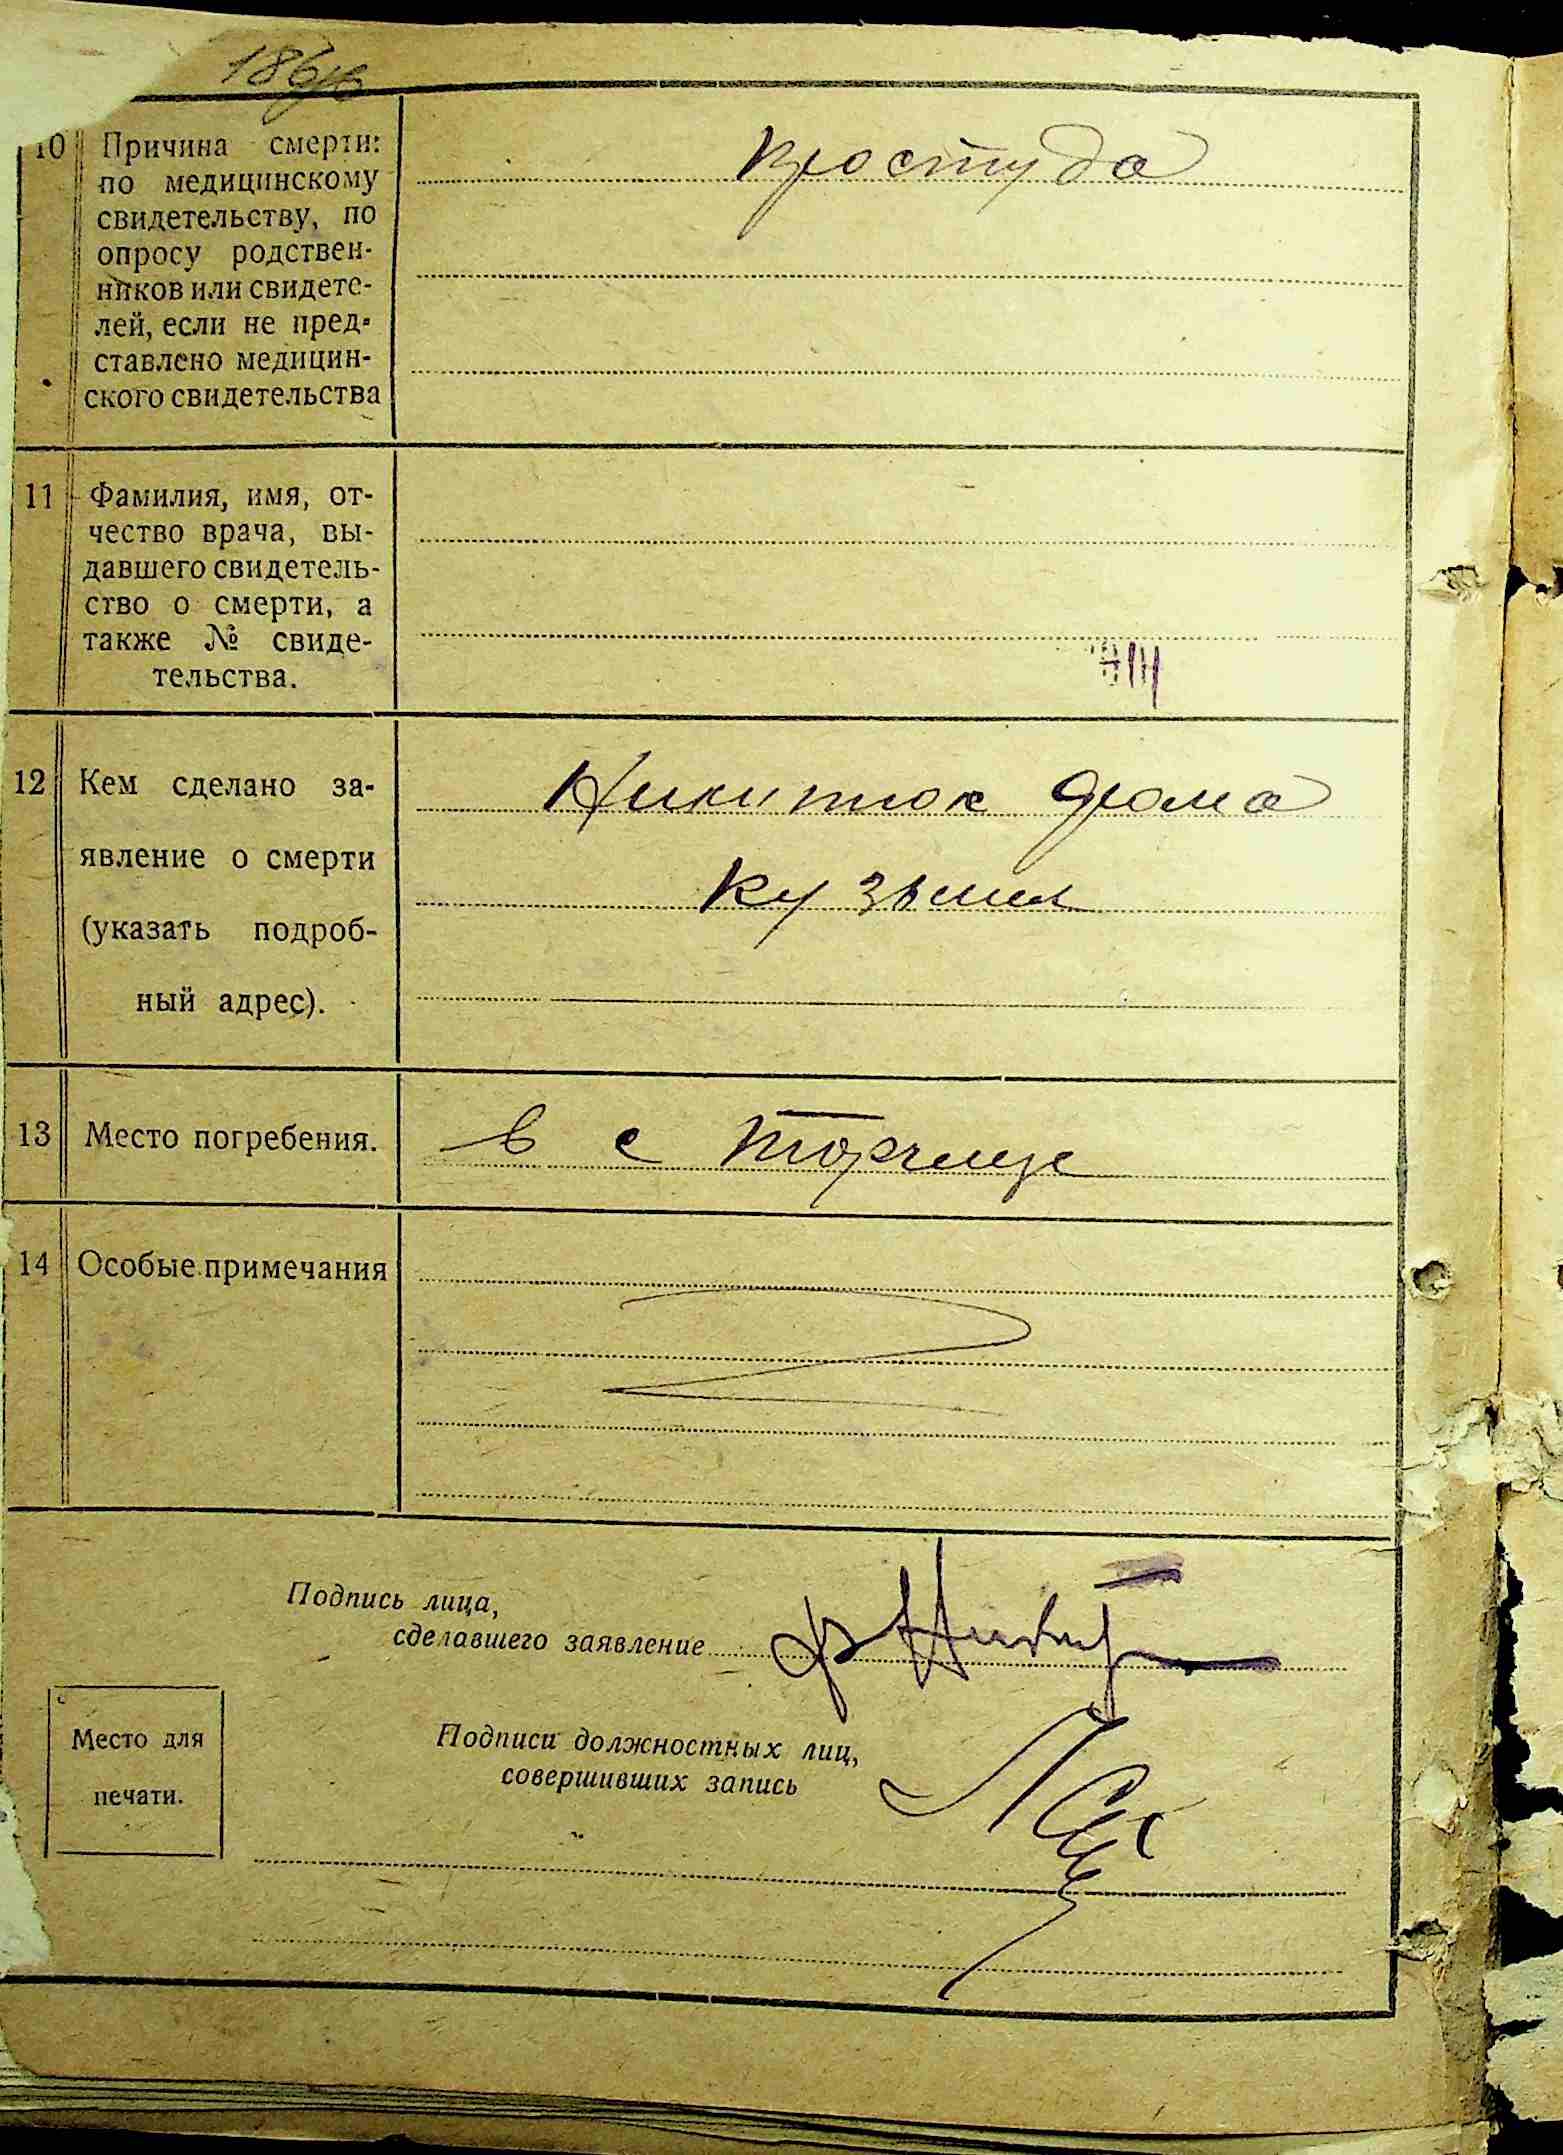 10 Причина смерти:
по медицинскому
свидетельству, по
опросу родствен-
ников или свидете-
лей, если не пред-
ставлено медицин-
ского свидетельства
простуда
11 Фамилия, имя, от-
чество врача, вы-
давшего свидетель-
ство о смерти, а
также № свиде-
тельства.
12 Кем сделано за-
явление о смерти
(указать подроб-
ный адрес).
Никитюк
13 Место погребения.
в с
14 Особые примечания
Подпись лица,
сделавшего заявление
Место для
печати.
Подписи должностных лиц,
совершивших запись